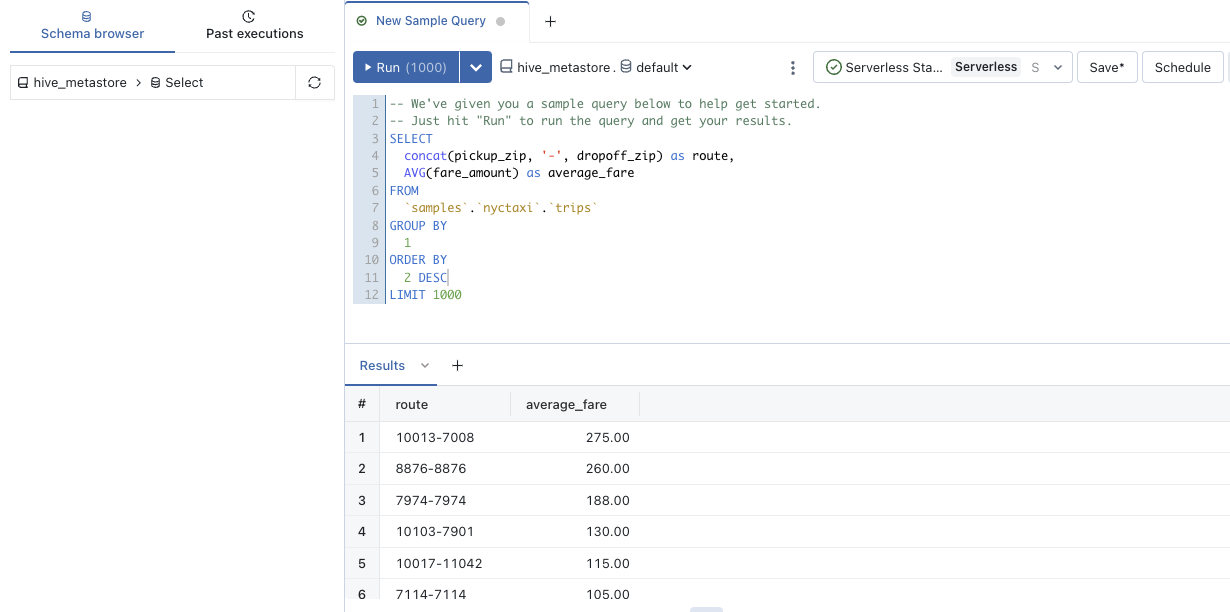 Schema browser
Past executions
hive_metastore > Select
New Sample Query
Run (1000)
hive_metastore . default
Serverless Sta... Serverless S
Save*
Schedule
1 -- We've given you a sample query below to help get started.
2 -- Just hit "Run" to run the query and get your results.
3 SELECT
4 concat(pickup_zip, '-', dropoff_zip) as route,
5 AVG(fare_amount) as average_fare
6 FROM
7 `samples`.`nyctaxi`.`trips`
8 GROUP BY
9 1
10 ORDER BY
11 2 DESC
12 LIMIT 1000
Results
# route average_fare
1 10013-7008 275.00
2 8876-8876 260.00
3 7974-7974 188.00
4 10103-7901 130.00
5 10017-11042 115.00
6 7114-7114 105.00